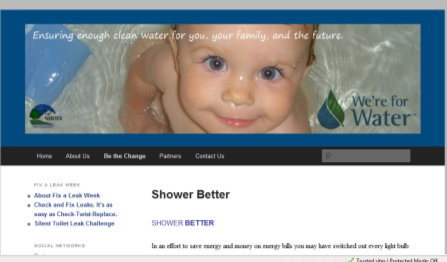 Ensuring enough clean water for you, your family, and the future.
We're for
Water
Home About Us Be the Change Partners Contact Us
FIX A LEAK WEEK
About Fix a Leak Week
Check and Fix Leaks. It's as
easy as Check-Twist-Replace.
Silent Toilet Leak Challenge
SOCIAL NETWORKS
Shower Better
SHOWER BETTER
In an effort to save energy and money on energy bills you may have switched out every light bulb
Trusted sites | Protected Mode: Off